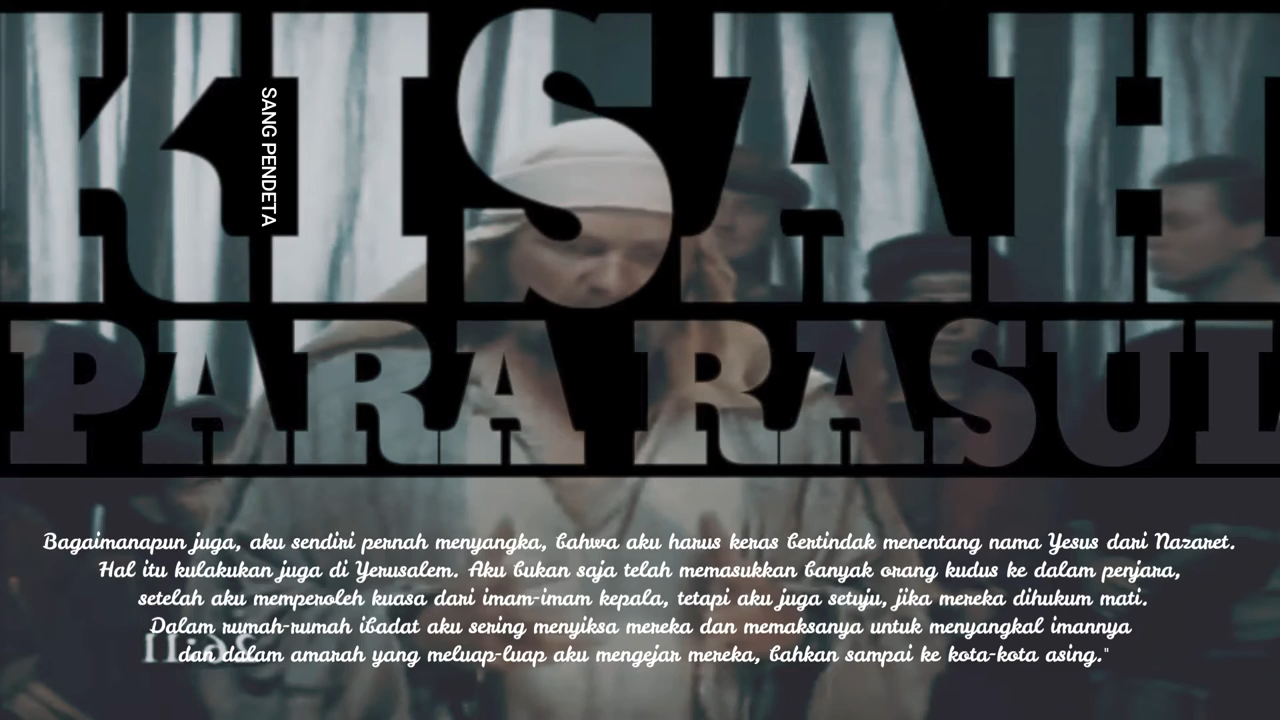 KISAH
SANG PENDETA
PARA RASUL
Bagaimanapun juga, aku sendiri pernah menyangka, bahwa aku harus keras bertindak menentang nama Yesus dari Nazaret.
Hal itu kulakukan juga di Yerusalem. Aku bukan saja telah memasukkan banyak orang kudus ke dalam penjara,
setelah aku memperoleh kuasa dari imam-imam kepala, tetapi aku juga setuju, jika mereka dihukum mati.
Dalam rumah-rumah ibadat aku sering menyiksa mereka dan memaksanya untuk menyangkal imannya
dan dalam amarah yang meluap-luap aku mengejar mereka, bahkan sampai ke kota-kota asing."